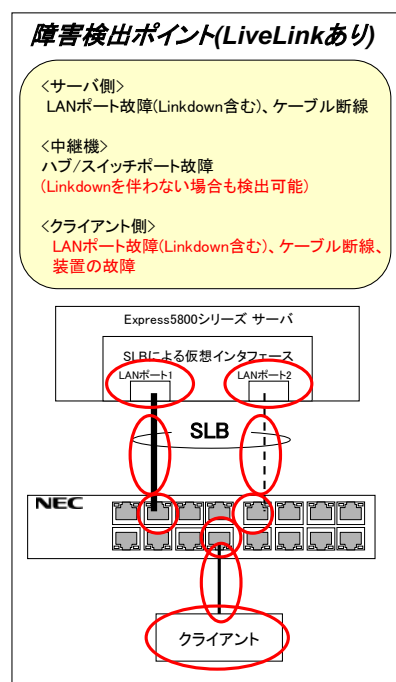 障害検出ポイント(LiveLinkあり)
<サーバ側>
LANポート故障(Linkdown含む)、ケーブル断線
<中継機>
ハブ/スイッチポート故障
(Linkdownを伴わない場合も検出可能)
<クライアント側>
LANポート故障(Linkdown含む)、ケーブル断線、
装置の故障
Express5800シリーズ サーバ
SLBによる仮想インタフェース
LANポート1
LANポート2
SLB
NEC
クライアント